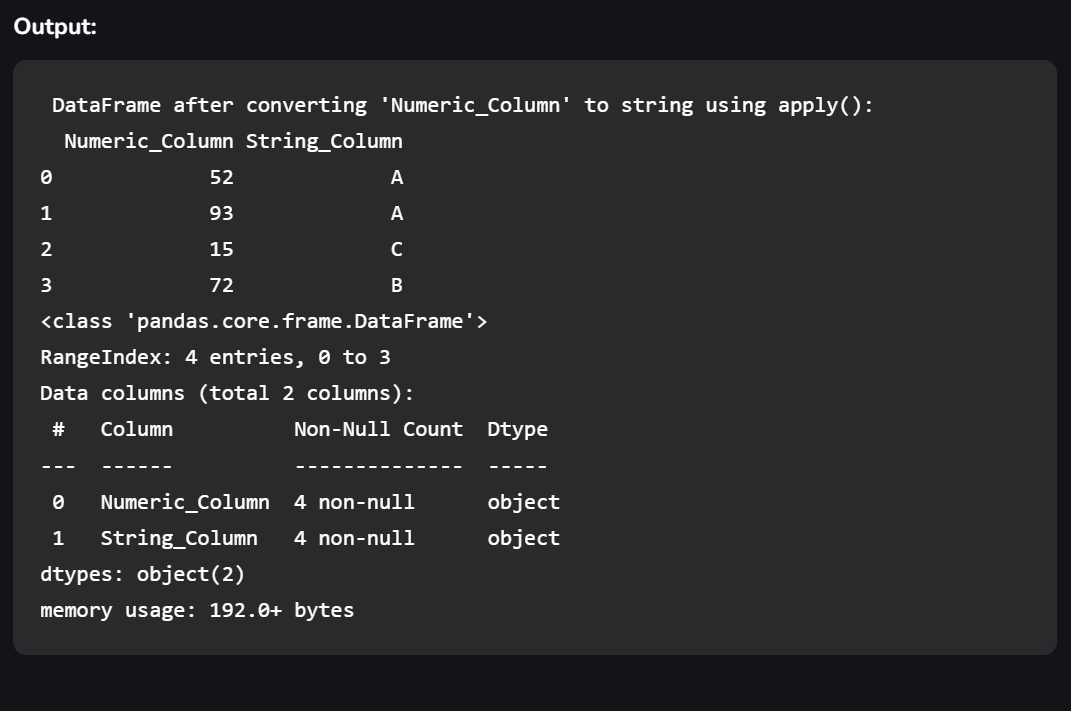 Output:
 DataFrame after converting 'Numeric_Column' to string using apply():
  Numeric_Column String_Column
0             52             A
1             93             A
2             15             C
3             72             B
<class 'pandas.core.frame.DataFrame'>
RangeIndex: 4 entries, 0 to 3
Data columns (total 2 columns):
 #   Column          Non-Null Count  Dtype
---  ------          --------------  -----
 0   Numeric_Column  4 non-null      object
 1   String_Column   4 non-null      object
dtypes: object(2)
memory usage: 192.0+ bytes